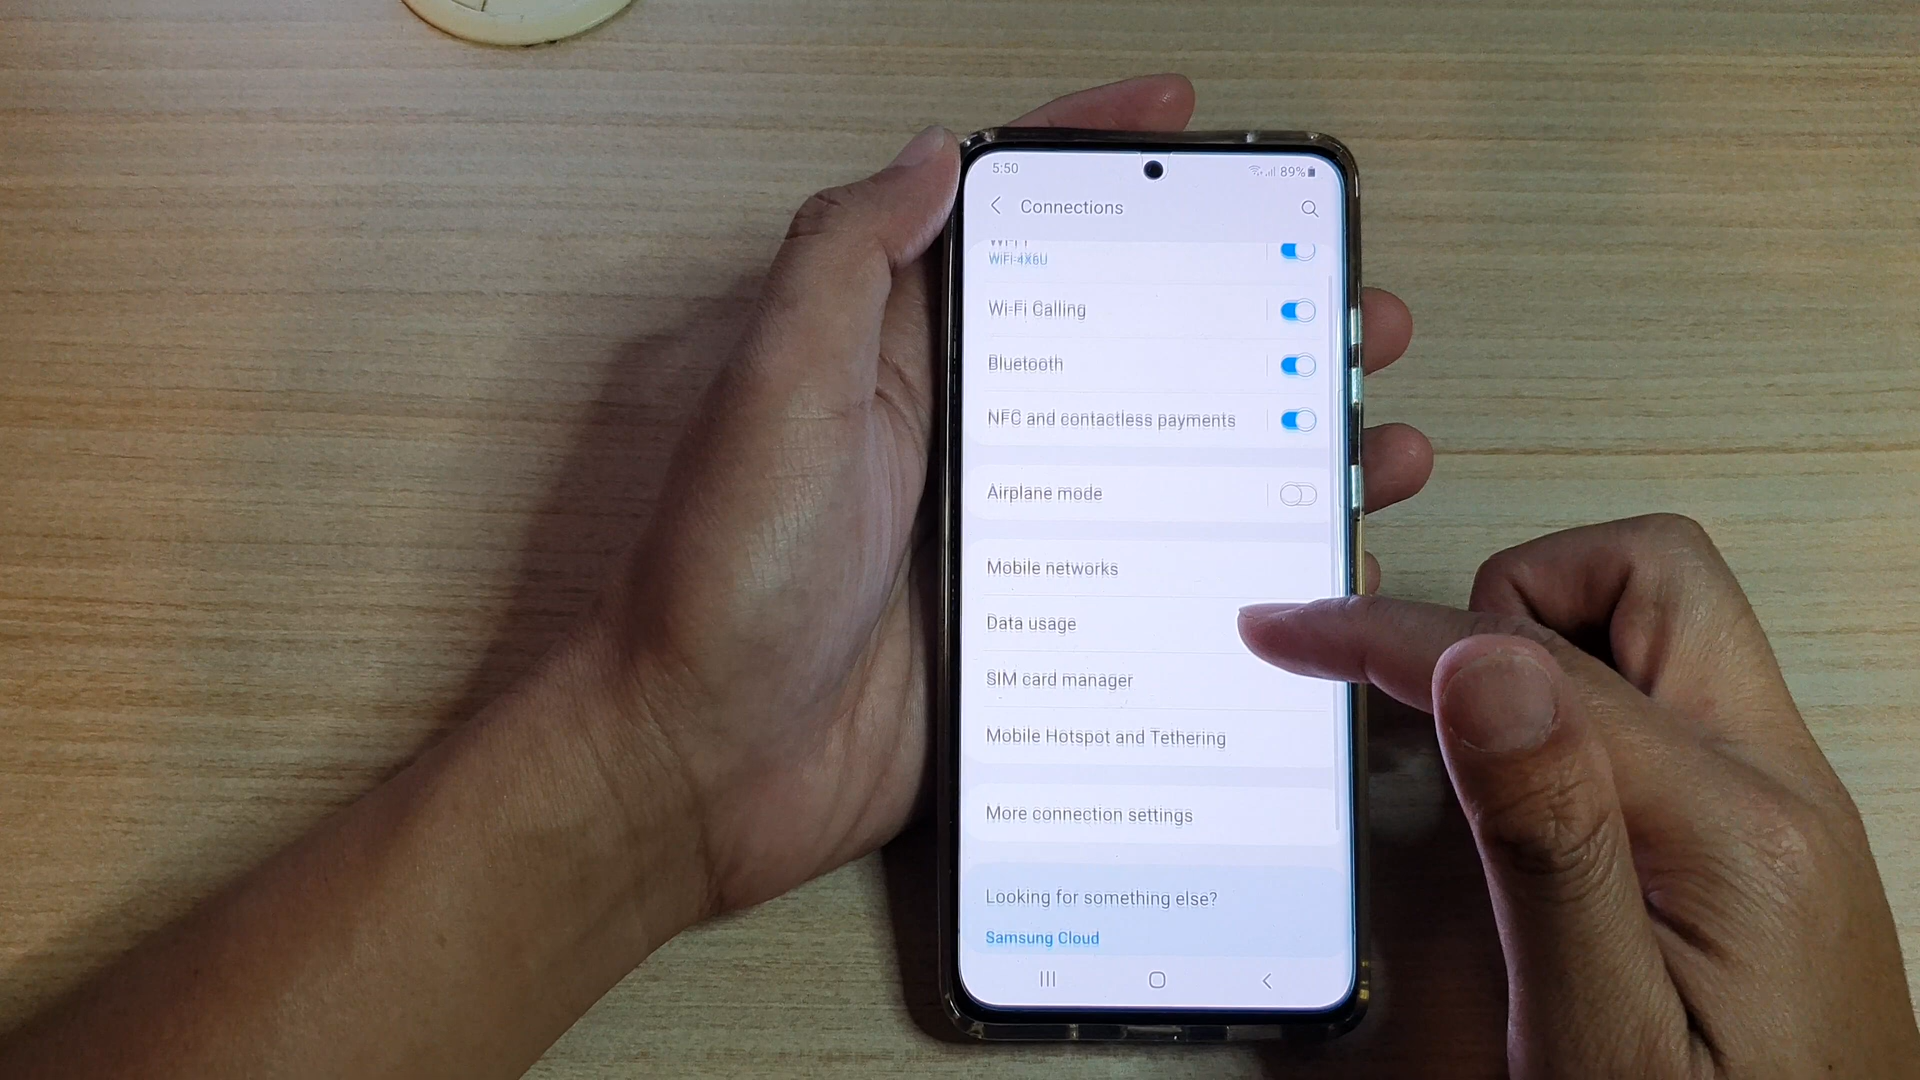 5:50
89%
Connections
Wi-Fi
WiFi-4X6U
Wi-Fi Calling
Bluetooth
NFC and contactless payments
Airplane mode
Mobile networks
Data usage
SIM card manager
Mobile Hotspot and Tethering
More connection settings
Looking for something else?
Samsung Cloud